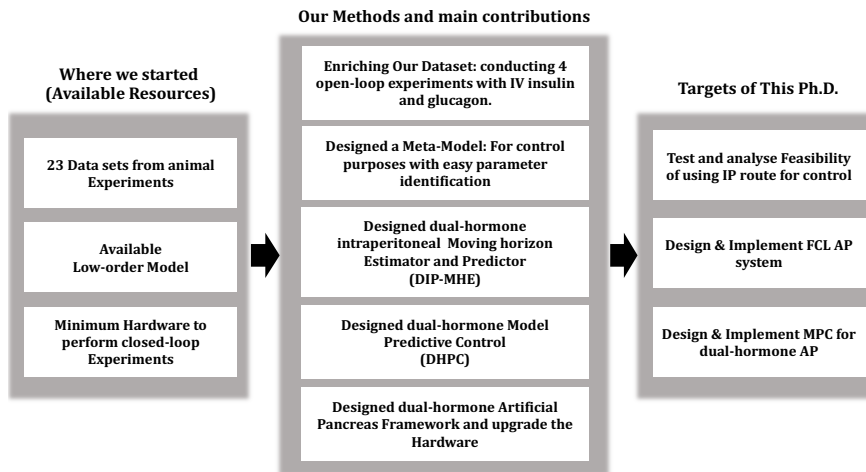 Our Methods and main contributions
Where we started
(Available Resources)
23 Data sets from animal
Experiments
Available
Low-order Model
Minimum Hardware to
perform closed-loop
Experiments
Enriching Our Dataset: conducting 4
open-loop experiments with IV insulin
and glucagon.
Designed a Meta-Model: For control
purposes with easy parameter
identification
Designed dual-hormone
intraperitoneal Moving horizon
Estimator and Predictor
(DIP-MHE)
Designed dual-hormone Model
Predictive Control
(DHPC)
Designed dual-hormone Artificial
Pancreas Framework and upgrade the
Hardware
Targets of This Ph.D.
Test and analyse Feasibility
of using IP route for control
Design & Implement FCL AP
system
Design & Implement MPC for
dual-hormone AP